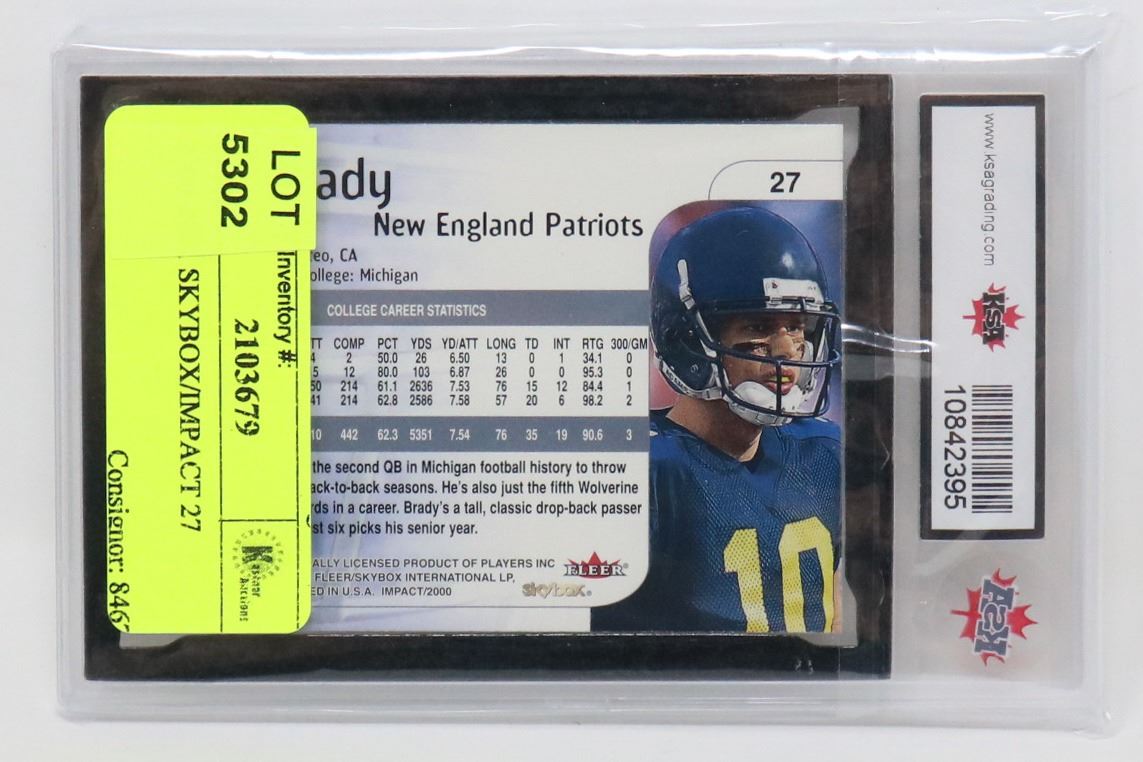 LOT
5302
Inventory #:
2103679
SKYBOX/IMPACT 27
Consignor: 846
Kastner
Auctions
ady
27
New England Patriots
eo, CA
ollege: Michigan
COLLEGE CAREER STATISTICS
TT COMP PCT YDS YD/ATT LONG TD INT RTG 300/GM
4 2 50.0 26 6.50 13 0 1 34.1 0
5 12 80.0 103 6.87 26 0 0 95.3 0
50 214 61.1 2636 7.53 76 15 12 84.4 1
41 214 62.8 2586 7.58 57 20 6 98.2 2
10 442 62.3 5351 7.54 76 35 19 90.6 3
the second QB in Michigan football history to throw
ack-to-back seasons. He's also just the fifth Wolverine
rds in a career. Brady's a tall, classic drop-back passer
st six picks his senior year.
ALLY LICENSED PRODUCT OF PLAYERS INC
FLEER/SKYBOX INTERNATIONAL LP,
ED IN U.S.A. IMPACT/2000
FLEER
skybox
10
www.ksagrading.com
KSA
10842395
KSA